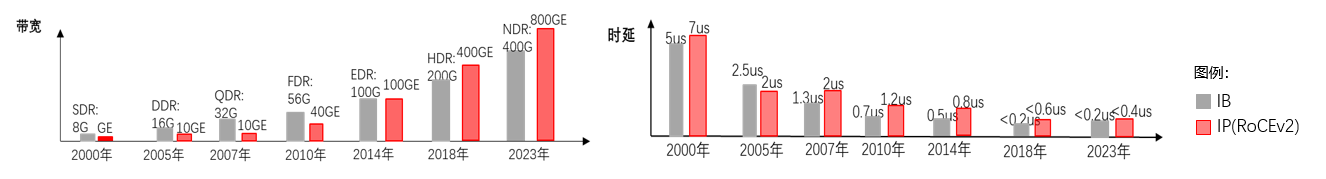 带宽
SDR:
8G
GE
DDR:
16G
10GE
QDR:
32G
10GE
FDR:
56G
40GE
EDR:
100G
100GE
HDR:
200G
400GE
NDR:
400G
800GE
2000年
2005年
2007年
2010年
2014年
2018年
2023年
时延
5us
7us
2.5us
2us
1.3us
2us
0.7us
1.2us
0.5us
0.8us
<0.2us
<0.6us
<0.2us
<0.4us
2000年
2005年
2007年
2010年
2014年
2018年
2023年
图例:
IB
IP(RoCEv2)